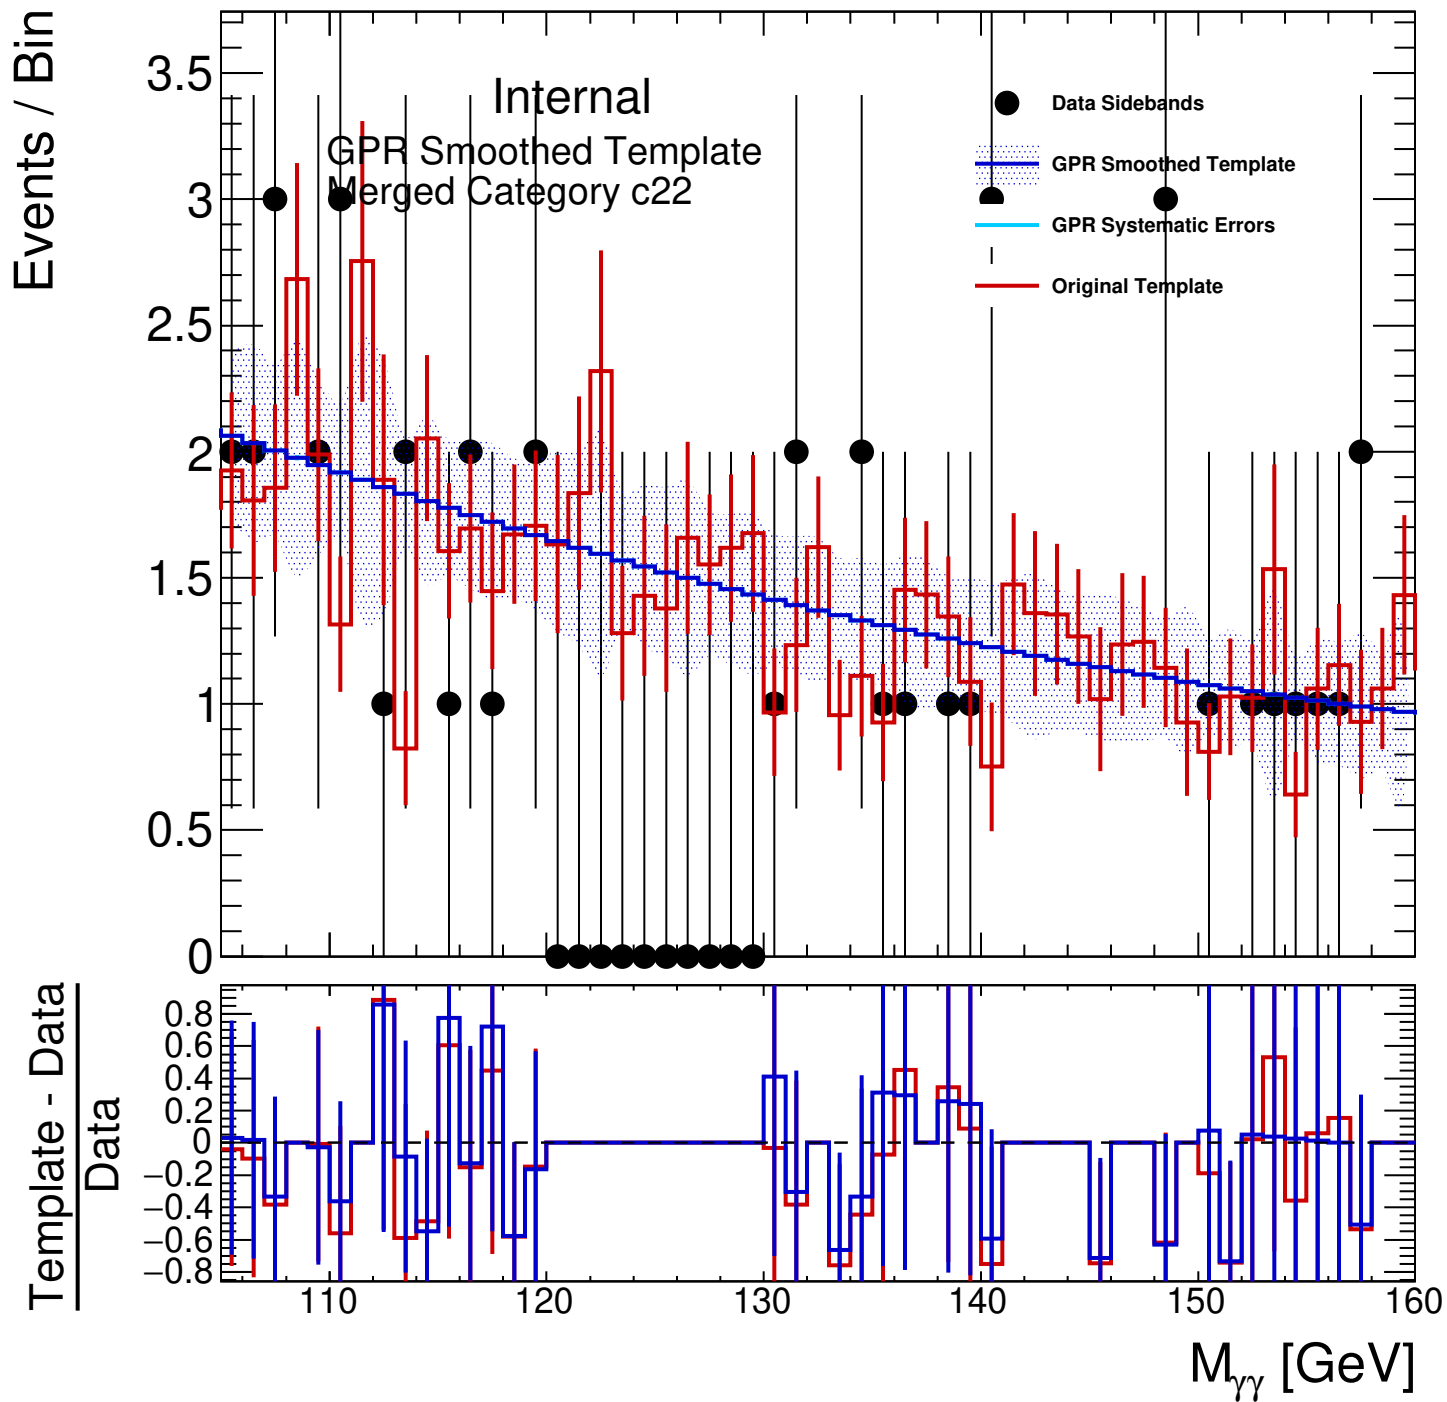 Events / Bin
3.5
3
2.5
2
1.5
1
0.5
0
Internal
GPR Smoothed Template
Merged Category c22
Data Sidebands
GPR Smoothed Template
GPR Systematic Errors
Original Template
Template - Data
Data
0.8
0.6
0.4
0.2
0
−0.2
−0.4
−0.6
−0.8
110 120 130 140 150 160
Mγγ [GeV]